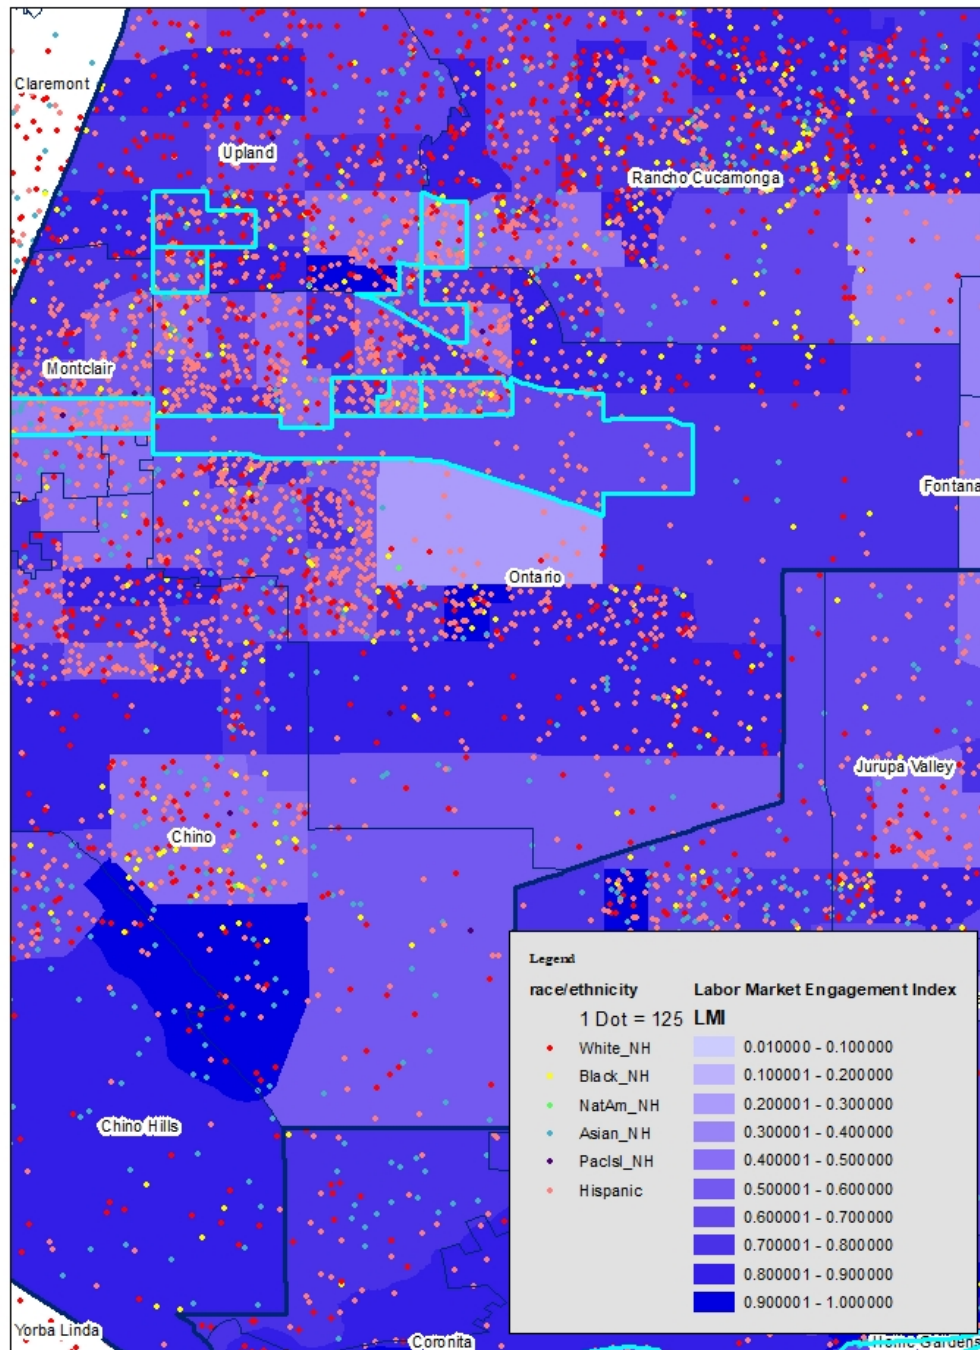 Claremont
Upland
Rancho Cucamonga
Montclair
Fontana
Ontario
Jurupa Valley
Chino
Chino Hills
Yorba Linda
Coronita
Home Gardens
Legend
race/ethnicity
1 Dot = 125
White_NH
Black_NH
NatAm_NH
Asian_NH
PacIsl_NH
Hispanic
Labor Market Engagement Index
LMI
0.010000 - 0.100000
0.100001 - 0.200000
0.200001 - 0.300000
0.300001 - 0.400000
0.400001 - 0.500000
0.500001 - 0.600000
0.600001 - 0.700000
0.700001 - 0.800000
0.800001 - 0.900000
0.900001 - 1.000000